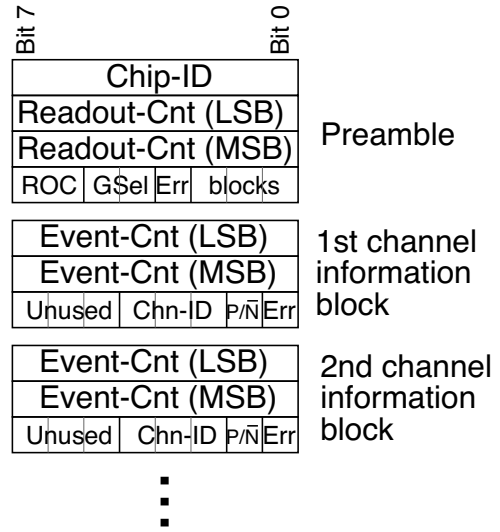 Bit 7 Bit 0
Chip-ID
Readout-Cnt (LSB)
Readout-Cnt (MSB)
ROC GSel Err blocks
Preamble
Event-Cnt (LSB)
Event-Cnt (MSB)
Unused Chn-ID P/N̅ Err
1st channel
information
block
Event-Cnt (LSB)
Event-Cnt (MSB)
Unused Chn-ID P/N̅ Err
2nd channel
information
block